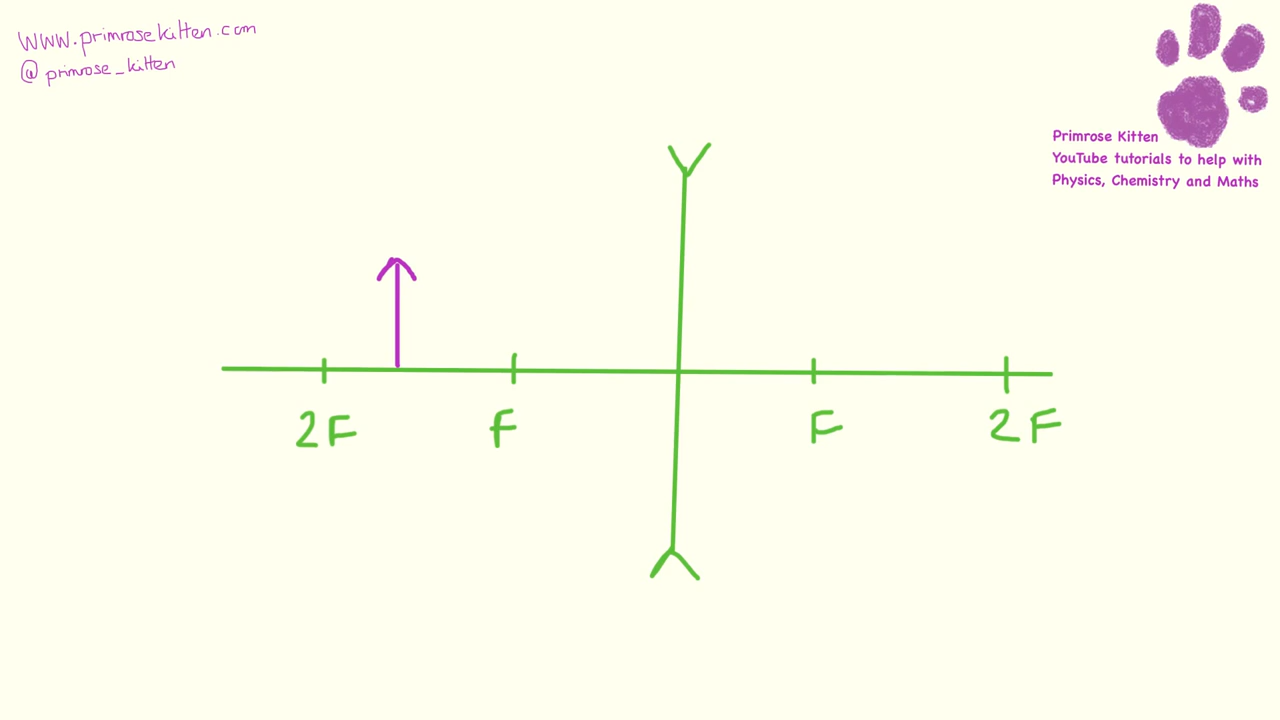 www.primrosekitten.com
@primrose_kitten
Primrose Kitten
YouTube tutorials to help with
Physics, Chemistry and Maths
2F F F 2F